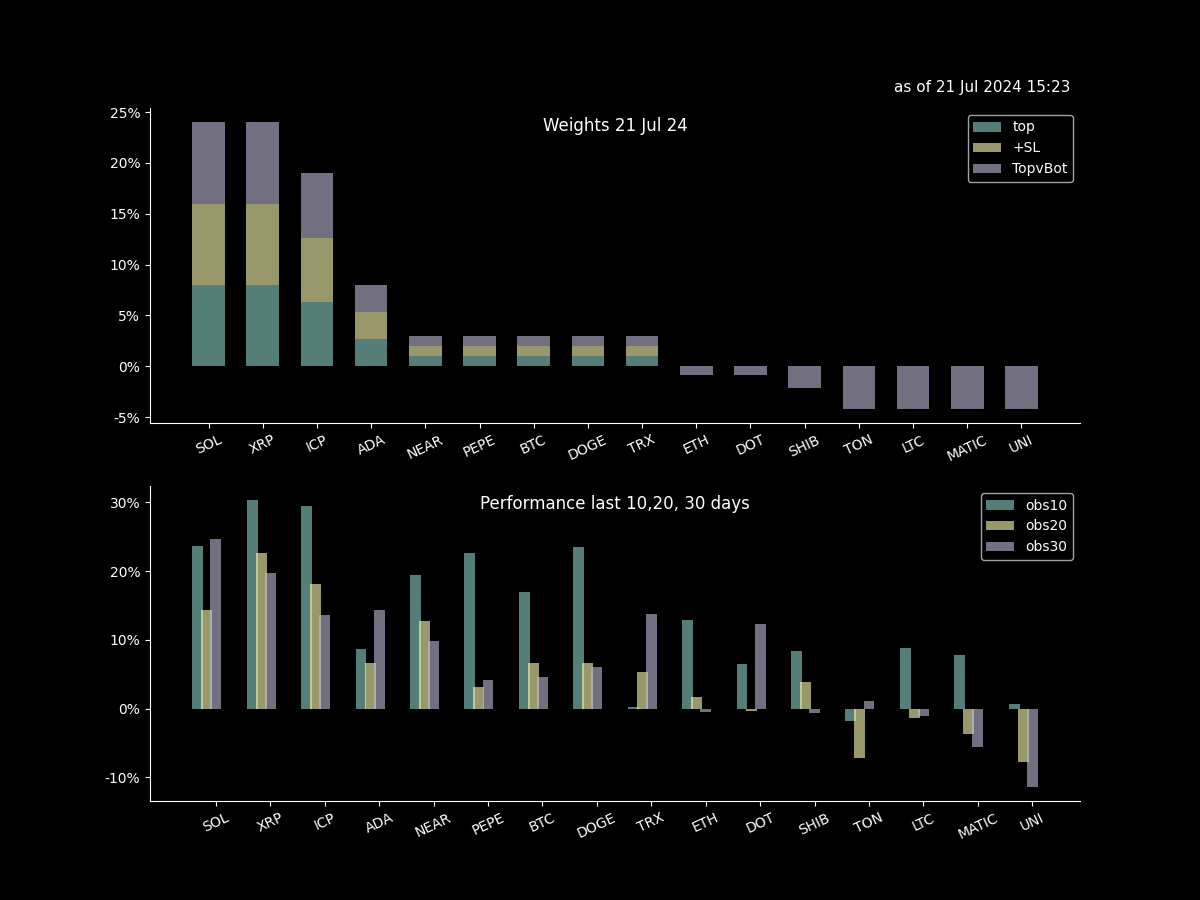 as of 21 Jul 2024 15:23
Weights 21 Jul 24
top
+SL
TopvBot
25%
20%
15%
10%
5%
0%
-5%
SOL XRP ICP ADA NEAR PEPE BTC DOGE TRX ETH DOT SHIB TON LTC MATIC UNI
Performance last 10,20, 30 days
obs10
obs20
obs30
30%
20%
10%
0%
-10%
SOL XRP ICP ADA NEAR PEPE BTC DOGE TRX ETH DOT SHIB TON LTC MATIC UNI